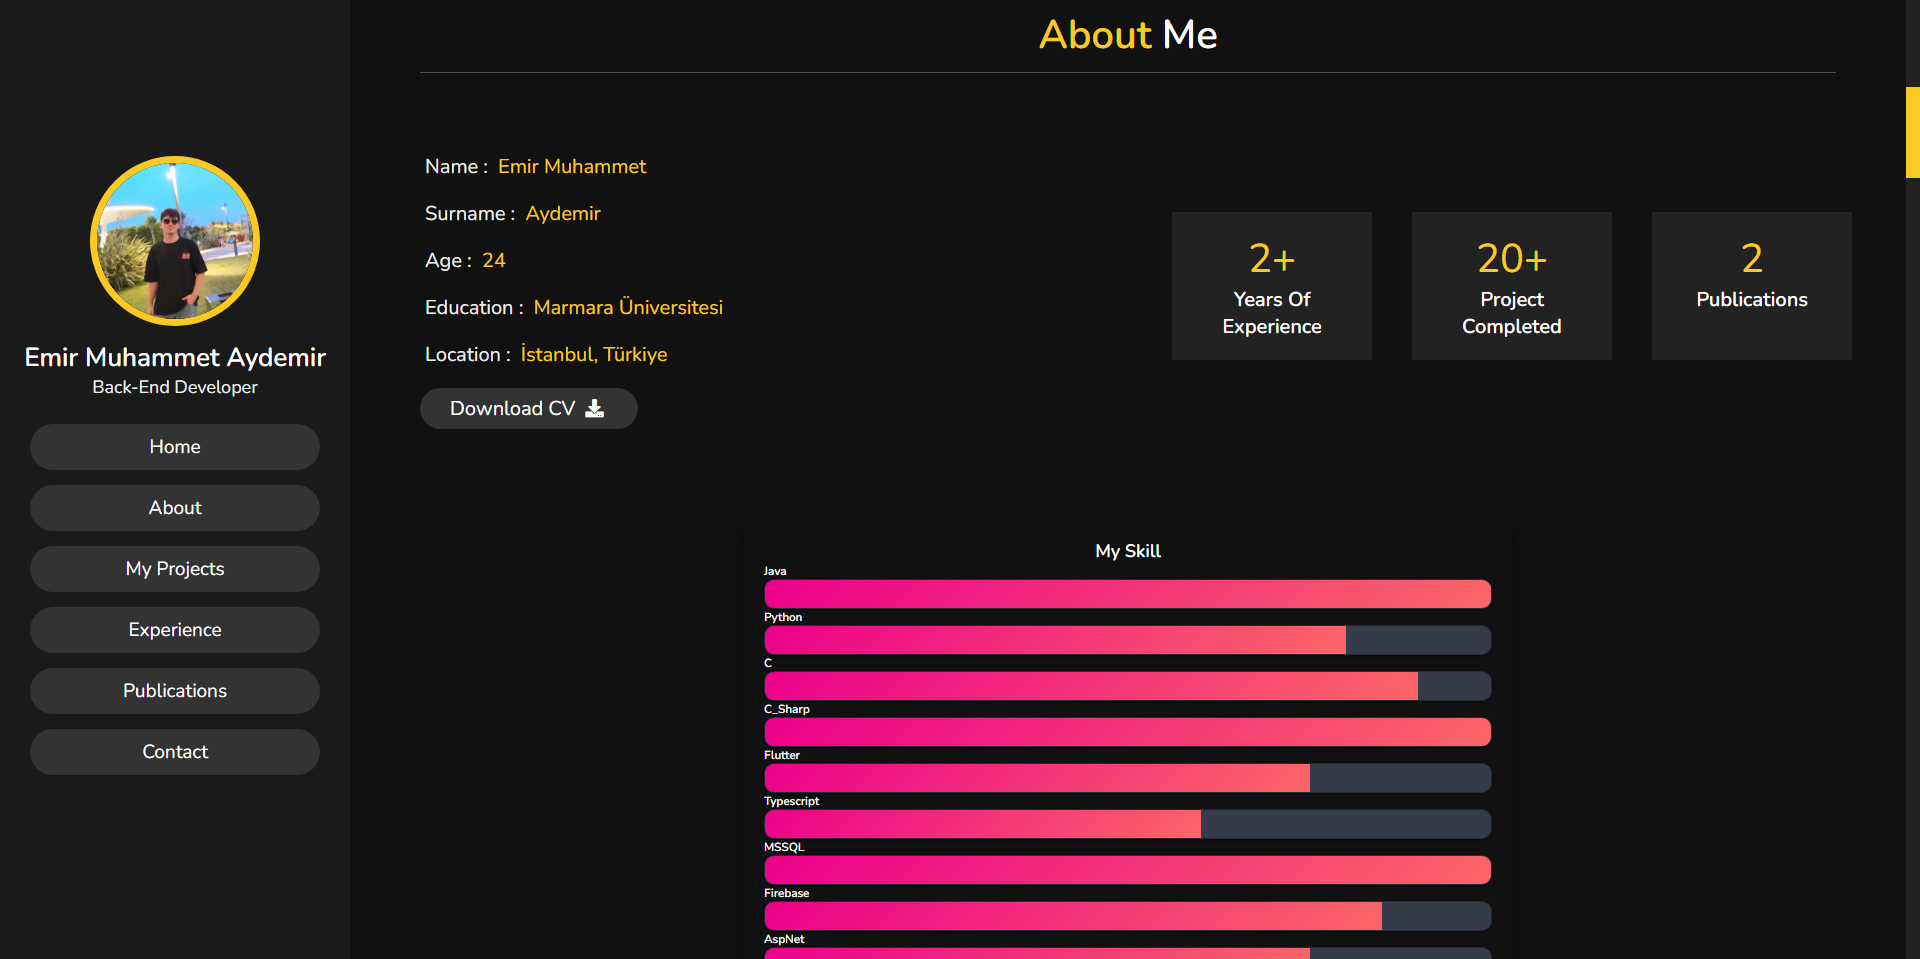 Emir Muhammet Aydemir
Back-End Developer
Home
About
My Projects
Experience
Publications
Contact
About Me
Name : Emir Muhammet
Surname : Aydemir
Age : 24
Education : Marmara Üniversitesi
Location : İstanbul, Türkiye
Download CV
2+
Years Of
Experience
20+
Project
Completed
2
Publications
My Skill
Java
Python
C
C_Sharp
Flutter
Typescript
MSSQL
Firebase
AspNet